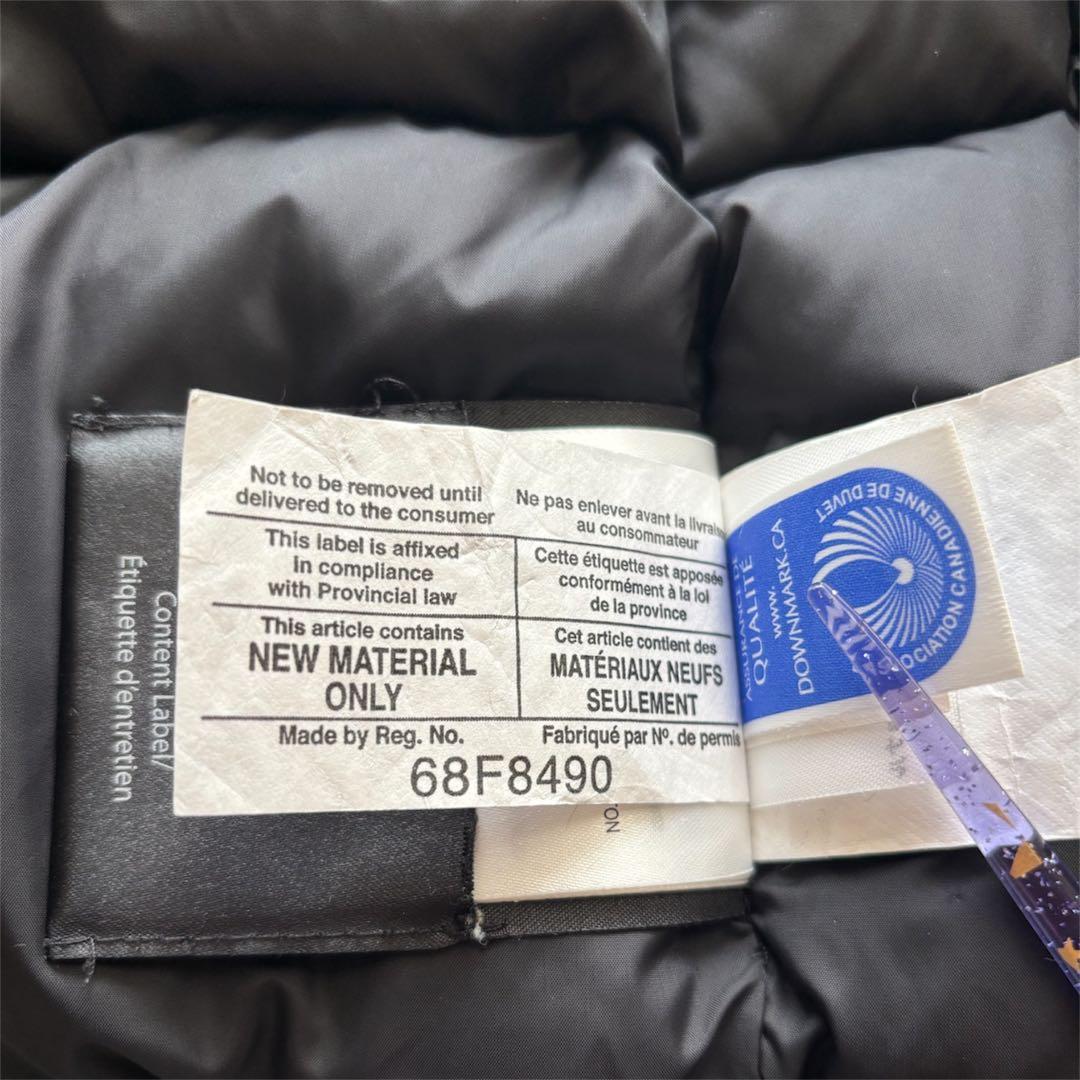 Not to be removed until
delivered to the consumer
Ne pas enlever avant la
au consommateur
This label is affixed
in compliance
with Provincial law
Cette étiquette est apposée
conformément à la loi
de la province
This article contains
NEW MATERIAL
ONLY
Cet article contient des
MATÉRIAUX NEUFS
SEULEMENT
Made by Reg. No.
Fabriqué par Nº. de permis
68F8490
NO.
Content Label/
Étiquette d'entretien
QUALITÉ
WWW.
DOWNMARK.CA
CANADIENNE DE DUVET